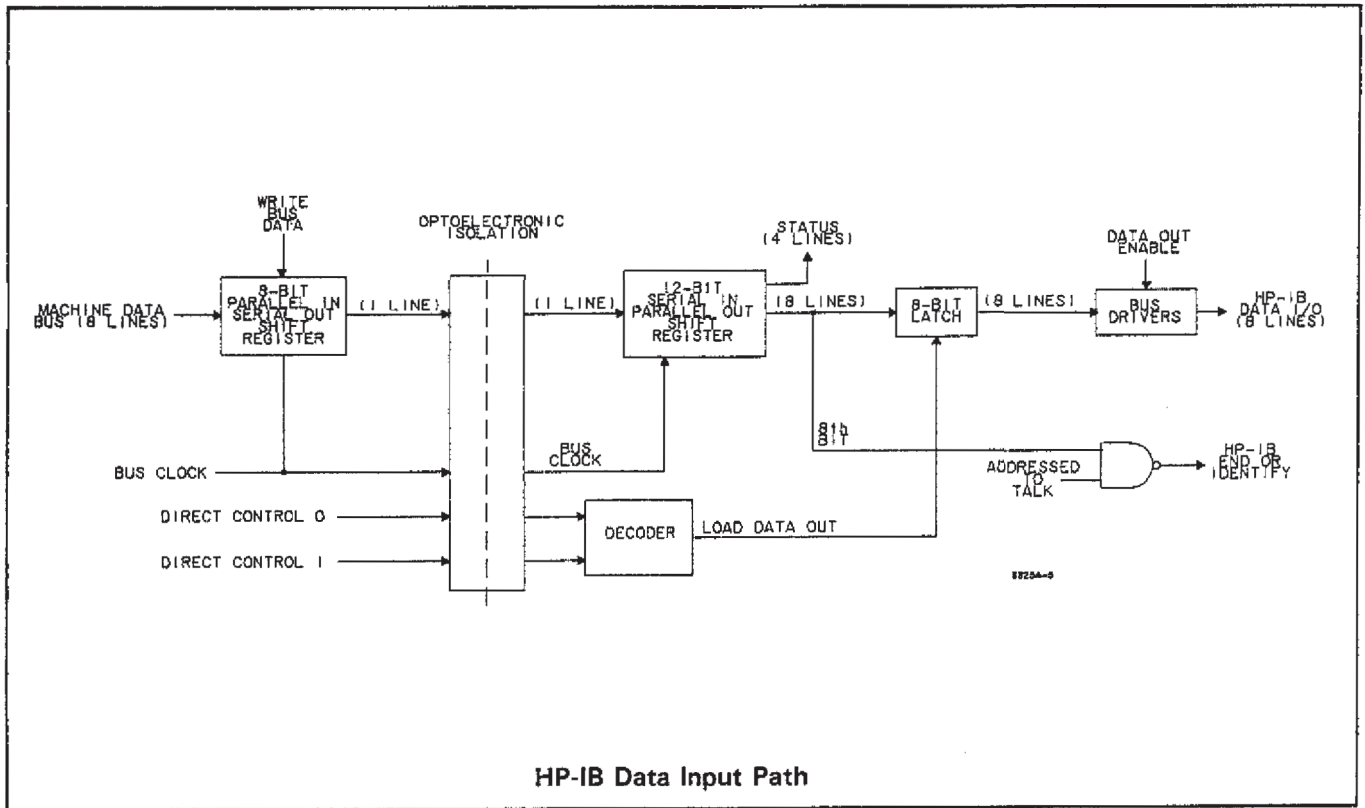 WRITE
BUS
DATA
OPTOELECTRONIC
ISOLATION
STATUS
(4 LINES)
DATA OUT
ENABLE
MACHINE DATA
BUS (8 LINES)
8-BIT
PARALLEL IN
SERIAL OUT
SHIFT
REGISTER
(1 LINE)
(1 LINE)
12-BIT
SERIAL IN
PARALLEL OUT
SHIFT
REGISTER
(8 LINES)
8-BIT
LATCH
(8 LINES)
BUS
DRIVERS
HP-IB
DATA I/O
(8 LINES)
8th
BIT
BUS CLOCK
BUS
CLOCK
ADDRESSED
TO
TALK
HP-IB
END OR
IDENTIFY
DIRECT CONTROL 0
DIRECT CONTROL 1
DECODER
LOAD DATA OUT
HP-IB Data Input Path